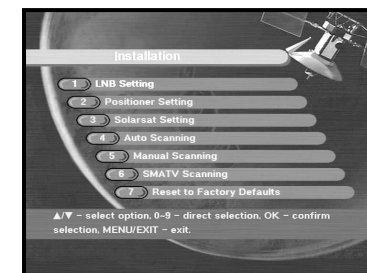 Installation
1 LNB Setting
2 Positioner Setting
3 Solarsat Setting
4 Auto Scanning
5 Manual Scanning
6 SMATV Scanning
7 Reset to Factory Defaults
▲/▼ – select option, 0–9 – direct selection, OK – confirm
selection, MENU/EXIT – exit.